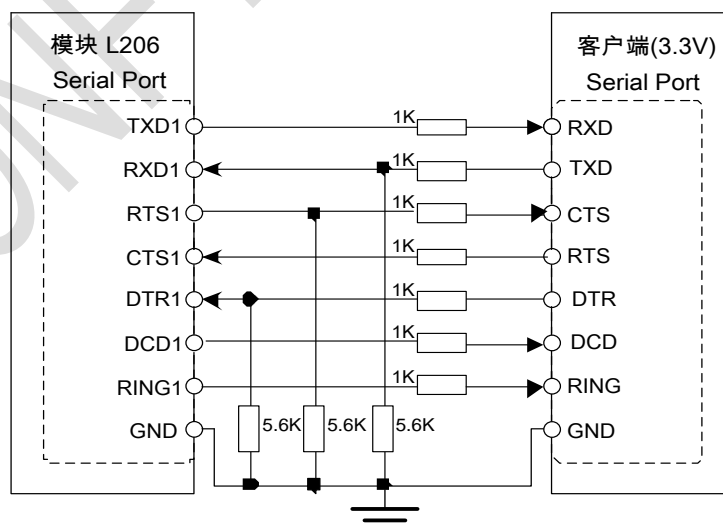 模块 L206
Serial Port
客户端(3.3V)
Serial Port
TXD1
1K
RXD
RXD1
1K
TXD
RTS1
1K
CTS
CTS1
1K
RTS
DTR1
1K
DTR
DCD1
1K
DCD
RING1
1K
RING
GND
5.6K
5.6K
5.6K
GND